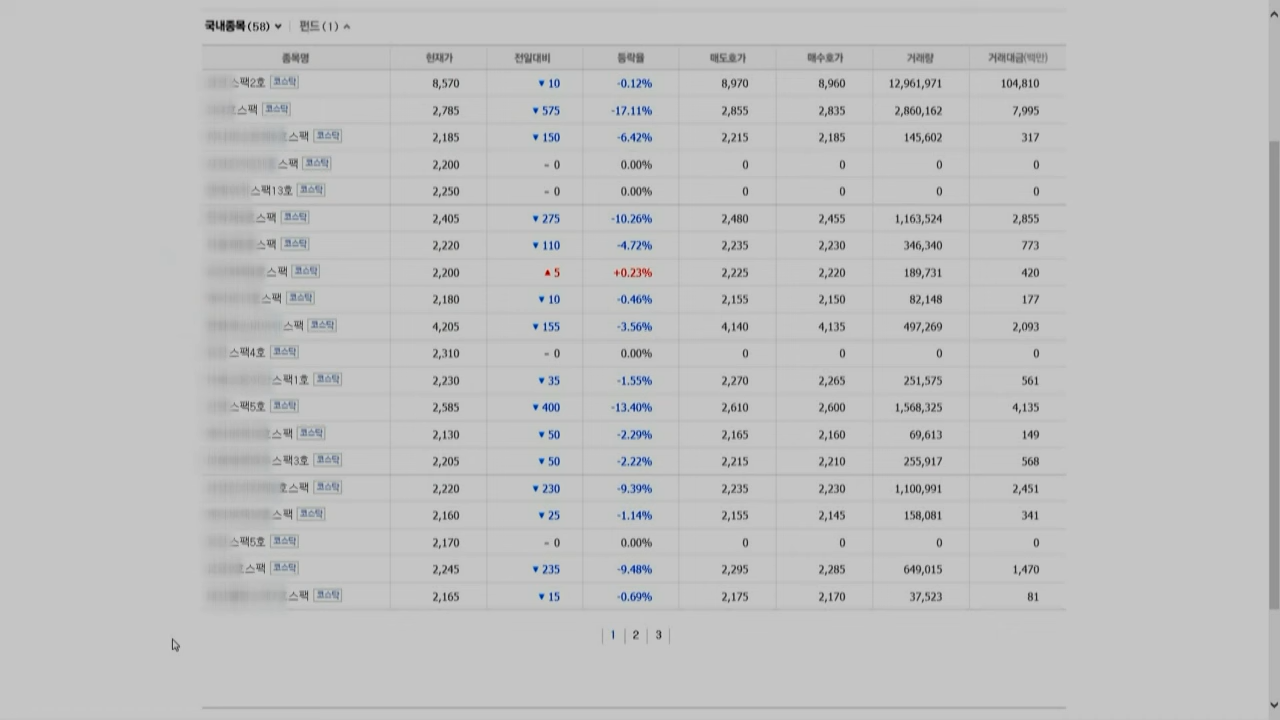 국내종목(58) 펀드(1)
종목명 현재가 전일대비 등락율 매도호가 매수호가 거래량 거래대금(백만)
스팩2호 코스닥 8,570 ▼ 10 -0.12% 8,970 8,960 12,961,971 104,810
스팩 코스닥 2,785 ▼ 575 -17.11% 2,855 2,835 2,860,162 7,995
스팩 코스닥 2,185 ▼ 150 -6.42% 2,215 2,185 145,602 317
스팩 코스닥 2,200 - 0 0.00% 0 0 0 0
스팩13호 코스닥 2,250 - 0 0.00% 0 0 0 0
스팩 코스닥 2,405 ▼ 275 -10.26% 2,480 2,455 1,163,524 2,855
스팩 코스닥 2,220 ▼ 110 -4.72% 2,235 2,230 346,340 773
스팩 코스닥 2,200 ▲ 5 +0.23% 2,225 2,220 189,731 420
스팩 코스닥 2,180 ▼ 10 -0.46% 2,155 2,150 82,148 177
스팩 코스닥 4,205 ▼ 155 -3.56% 4,140 4,135 497,269 2,093
스팩4호 코스닥 2,310 - 0 0.00% 0 0 0 0
스팩1호 코스닥 2,230 ▼ 35 -1.55% 2,270 2,265 251,575 561
스팩5호 코스닥 2,585 ▼ 400 -13.40% 2,610 2,600 1,568,325 4,135
스팩 코스닥 2,130 ▼ 50 -2.29% 2,165 2,160 69,613 149
스팩3호 코스닥 2,205 ▼ 50 -2.22% 2,215 2,210 255,917 568
호스팩 코스닥 2,220 ▼ 230 -9.39% 2,235 2,230 1,100,991 2,451
스팩 코스닥 2,160 ▼ 25 -1.14% 2,155 2,145 158,081 341
스팩5호 코스닥 2,170 - 0 0.00% 0 0 0 0
스팩 코스닥 2,245 ▼ 235 -9.48% 2,295 2,285 649,015 1,470
스팩 코스닥 2,165 ▼ 15 -0.69% 2,175 2,170 37,523 81
1 2 3